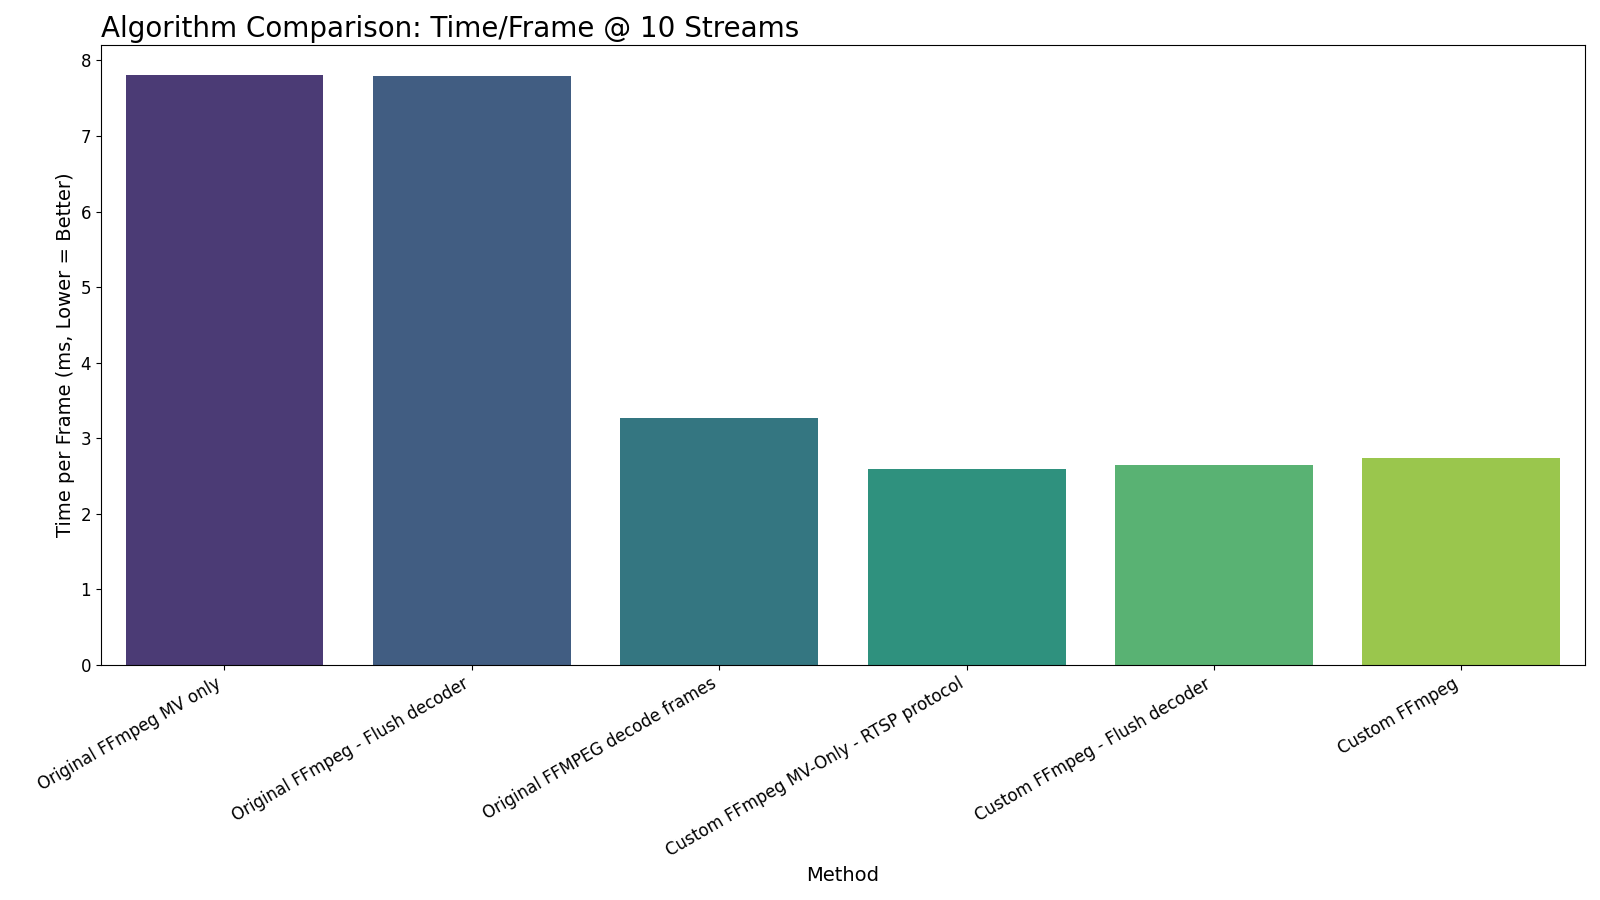 Algorithm Comparison: Time/Frame @ 10 Streams
Time per Frame (ms, Lower = Better)
8
7
6
5
4
3
2
1
0
Original FFmpeg MV only
Original FFmpeg - Flush decoder
Original FFMPEG decode frames
Custom FFmpeg MV-Only - RTSP protocol
Custom FFmpeg - Flush decoder
Custom FFmpeg
Method